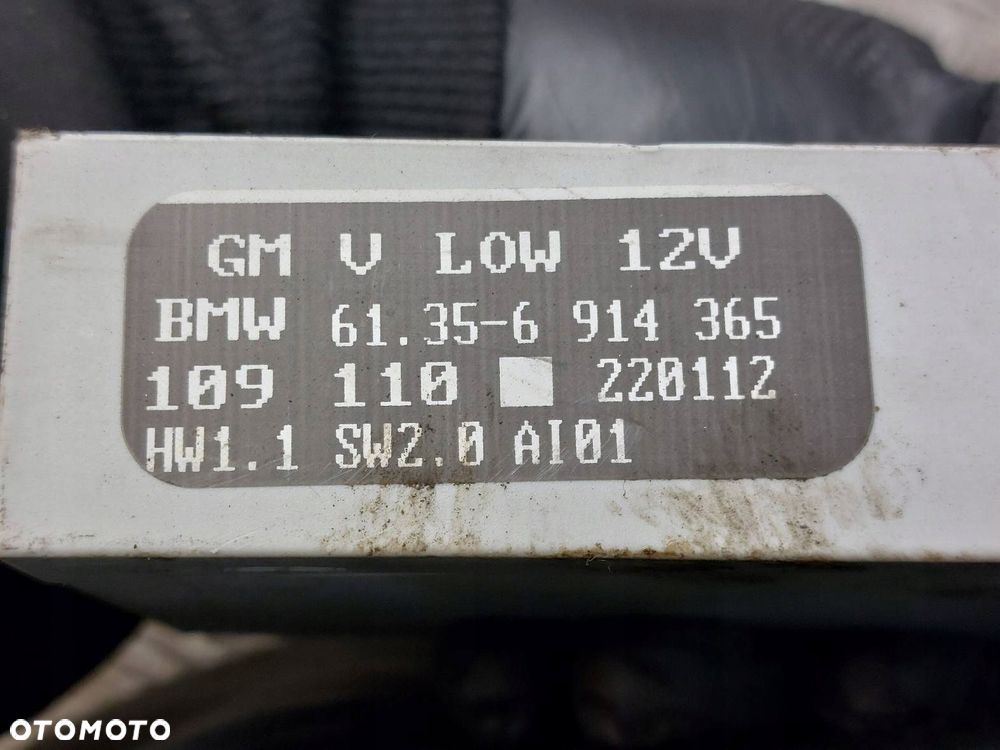 GM V LOW 12V
BMW 61.35-6 914 365
109 110 220112
HW1.1 SW2.0 AI01
OTOMOTO